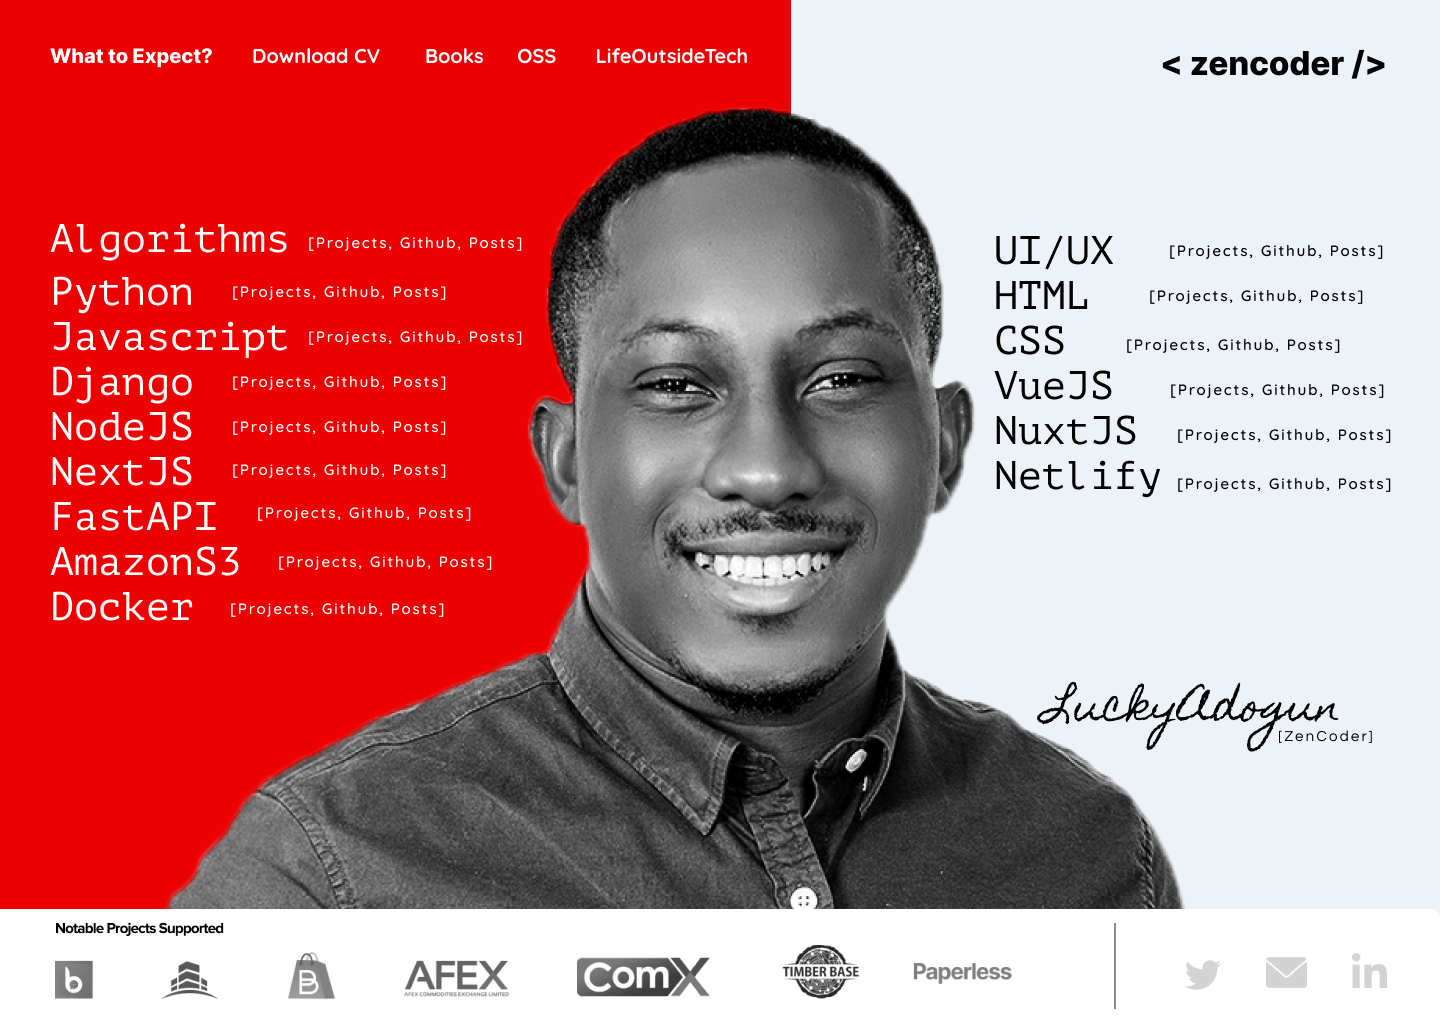 What to Expect? Download CV Books OSS LifeOutsideTech
< zencoder />
Algorithms [Projects, Github, Posts]
Python [Projects, Github, Posts]
Javascript [Projects, Github, Posts]
Django [Projects, Github, Posts]
NodeJS [Projects, Github, Posts]
NextJS [Projects, Github, Posts]
FastAPI [Projects, Github, Posts]
AmazonS3 [Projects, Github, Posts]
Docker [Projects, Github, Posts]
UI/UX [Projects, Github, Posts]
HTML [Projects, Github, Posts]
CSS [Projects, Github, Posts]
VueJS [Projects, Github, Posts]
NuxtJS [Projects, Github, Posts]
Netlify [Projects, Github, Posts]
LuckyAdogun
[ZenCoder]
Notable Projects Supported
b
B
AFEX
AFEX COMMODITIES EXCHANGE LIMITED
ComX
TIMBER BASE
Paperless
in